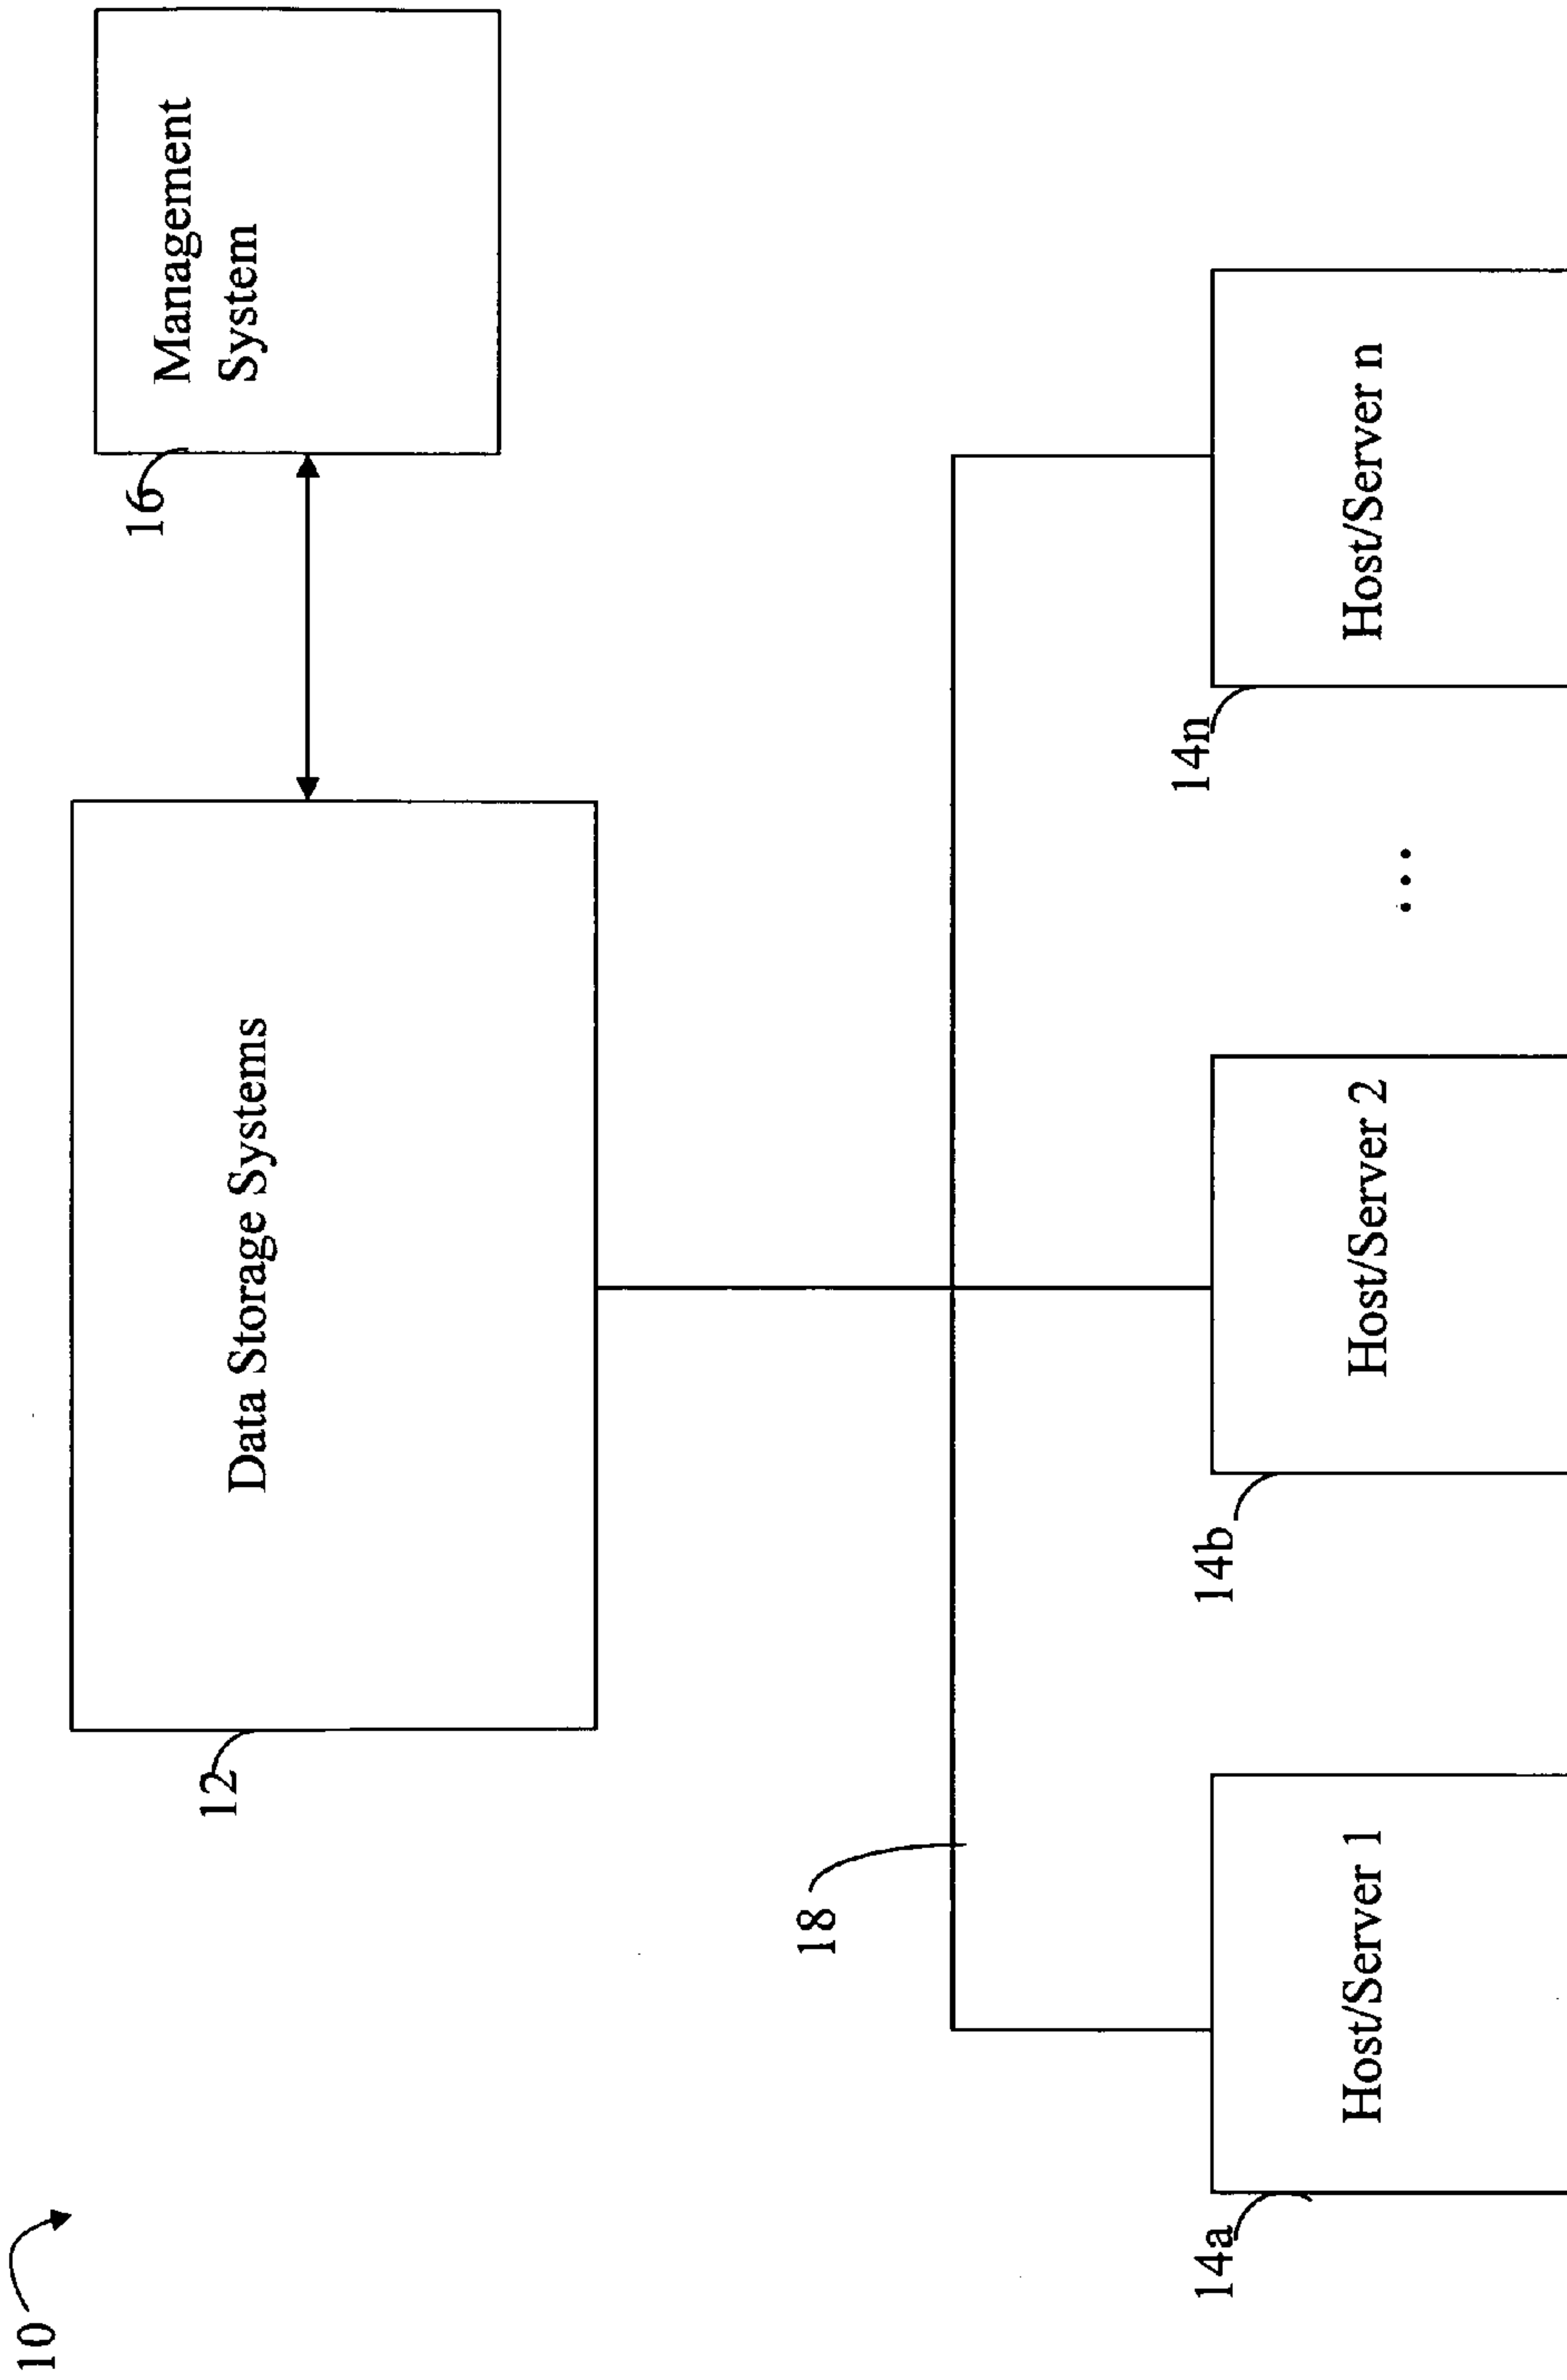 10
12
Data Storage Systems
16
Management
System
18
14a
Host/Server 1
14b
Host/Server 2
...
14n
Host/Server n